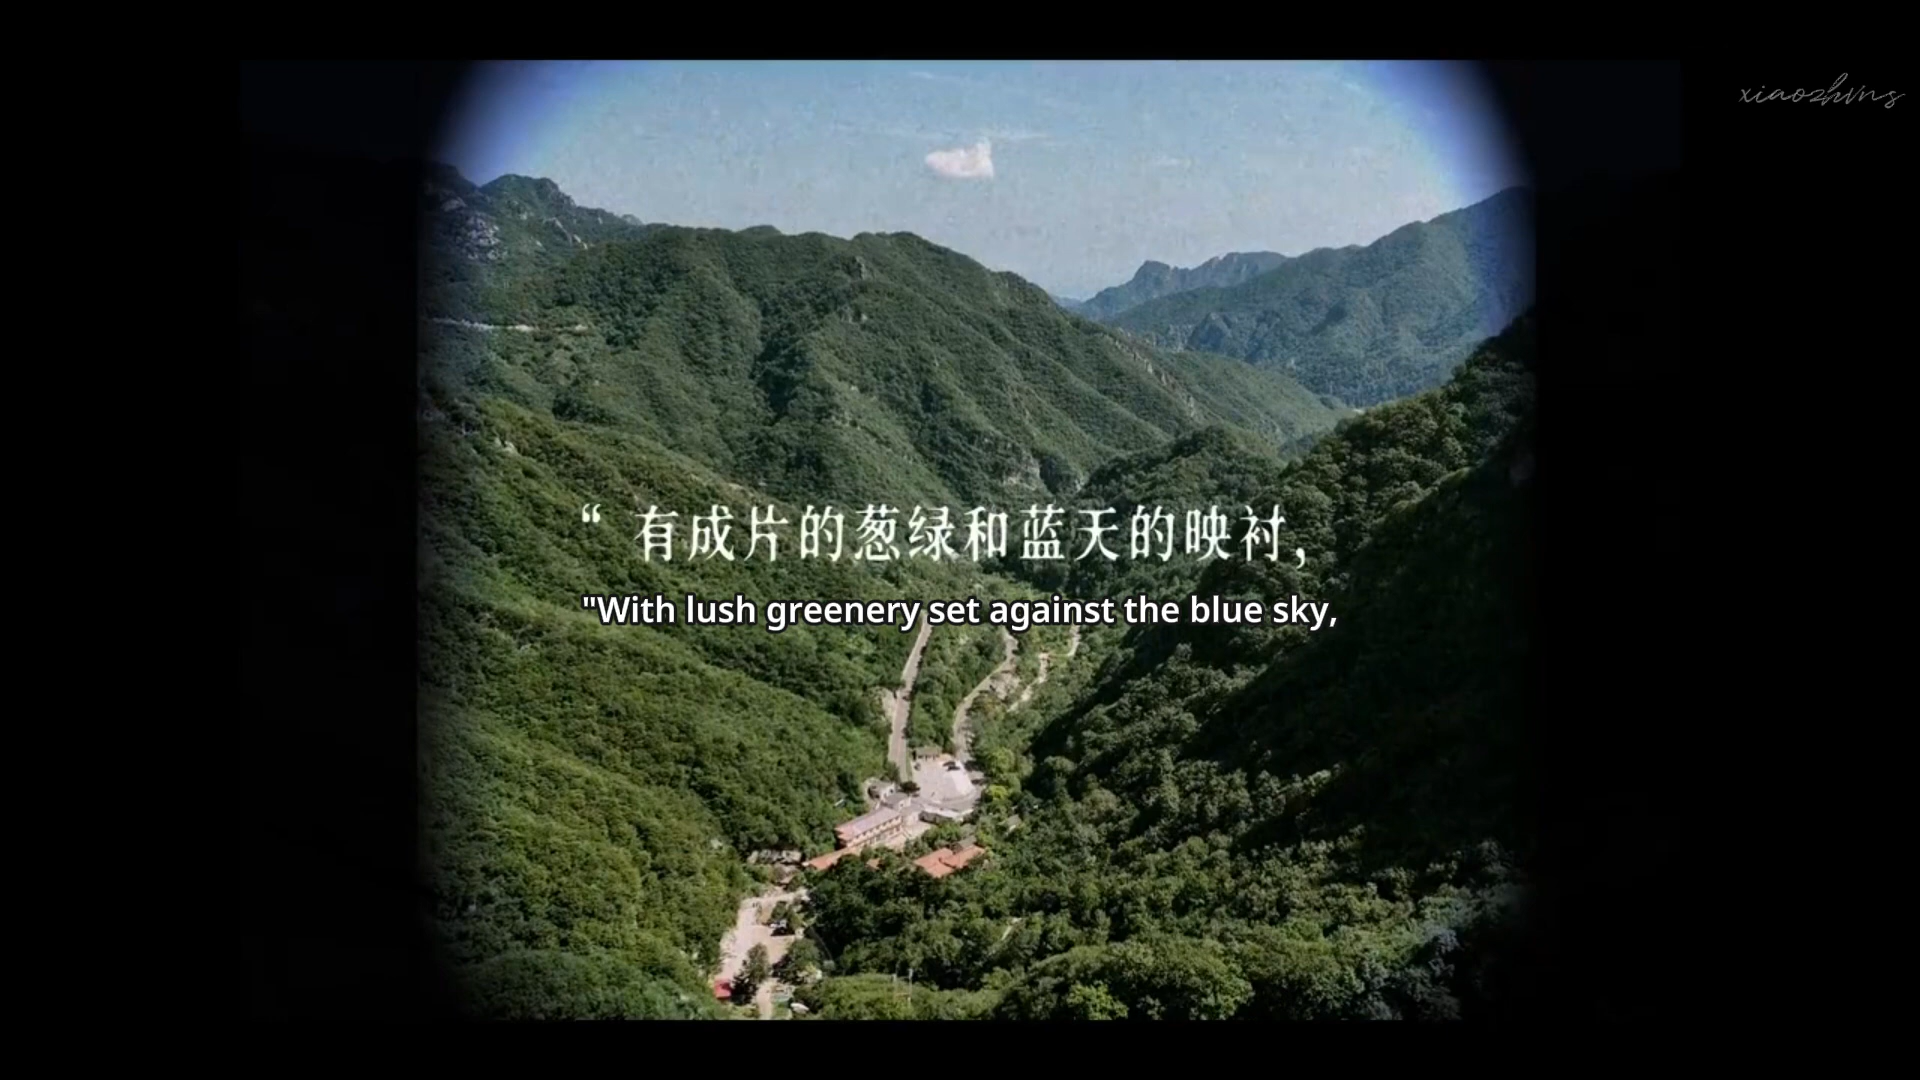 xiaozhvns
“ 有成片的葱绿和蓝天的映衬，
"With lush greenery set against the blue sky,